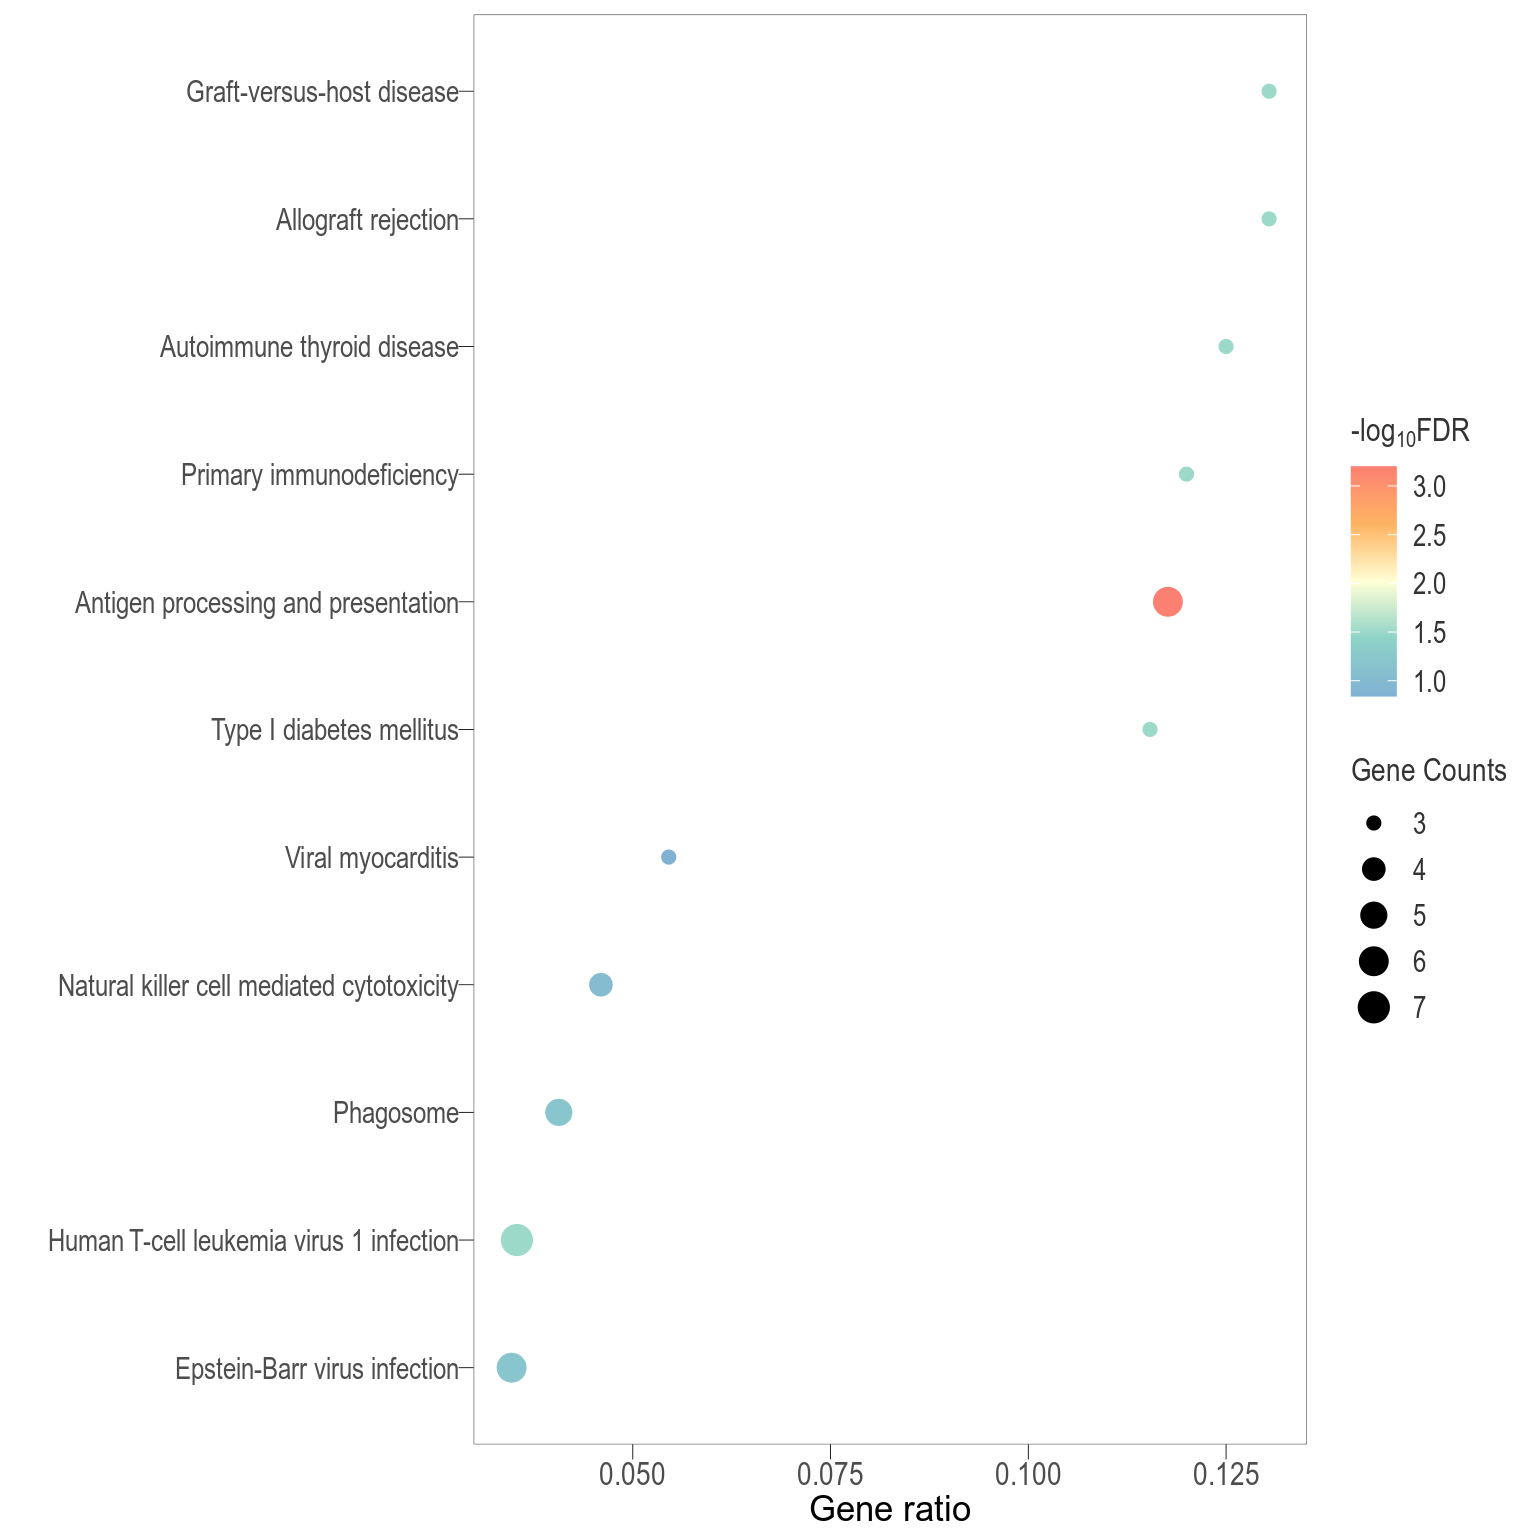 Graft-versus-host disease
Allograft rejection
Autoimmune thyroid disease
Primary immunodeficiency
Antigen processing and presentation
Type I diabetes mellitus
Viral myocarditis
Natural killer cell mediated cytotoxicity
Phagosome
Human T-cell leukemia virus 1 infection
Epstein-Barr virus infection
0.050
0.075
0.100
0.125
Gene ratio
-log₁₀FDR
3.0
2.5
2.0
1.5
1.0
Gene Counts
3
4
5
6
7